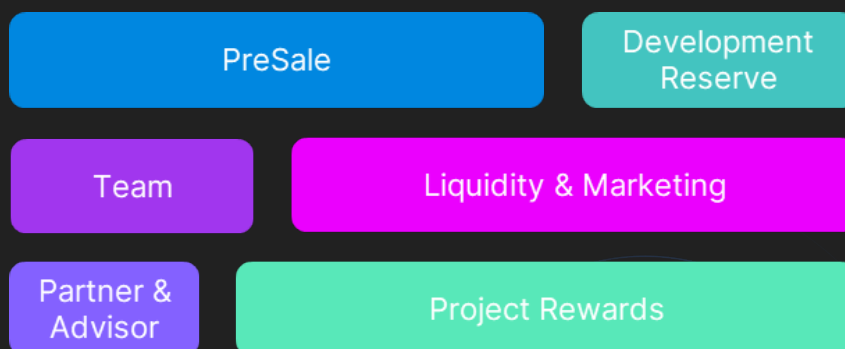 PreSale
Development
Reserve
Team
Liquidity & Marketing
Partner &
Advisor
Project Rewards